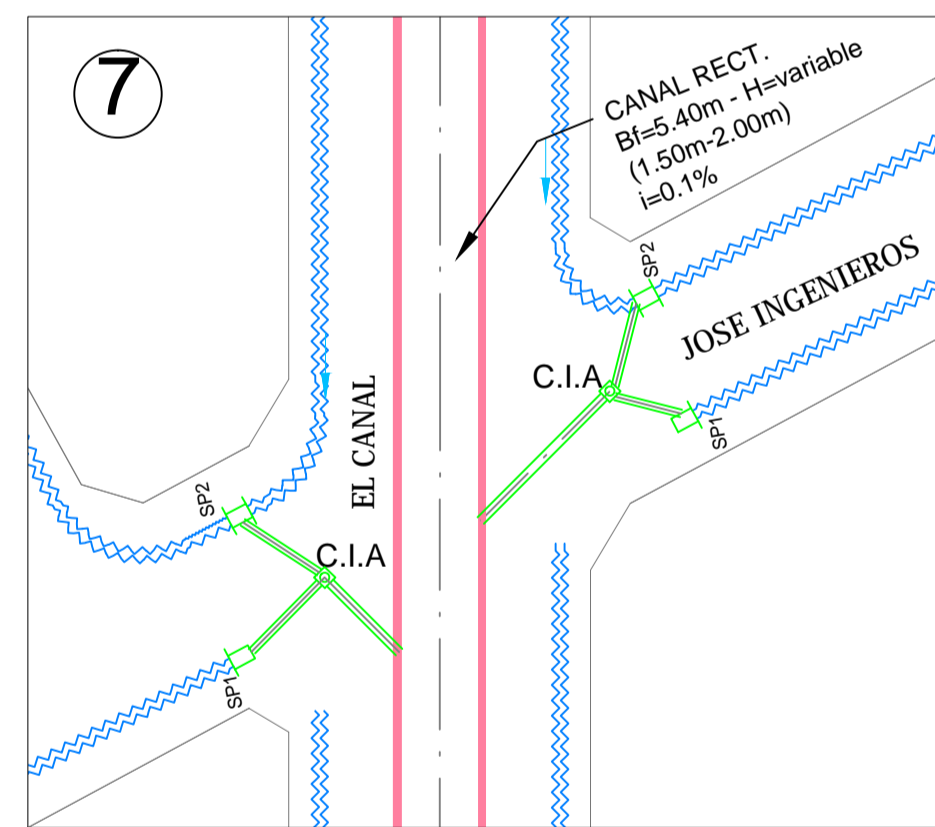 7
CANAL RECT.
Bf=5.40m - H=variable
(1.50m-2.00m)
i=0.1%
SP2
JOSE INGENIEROS
C.I.A
SP1
EL CANAL
SP2
C.I.A
SP1